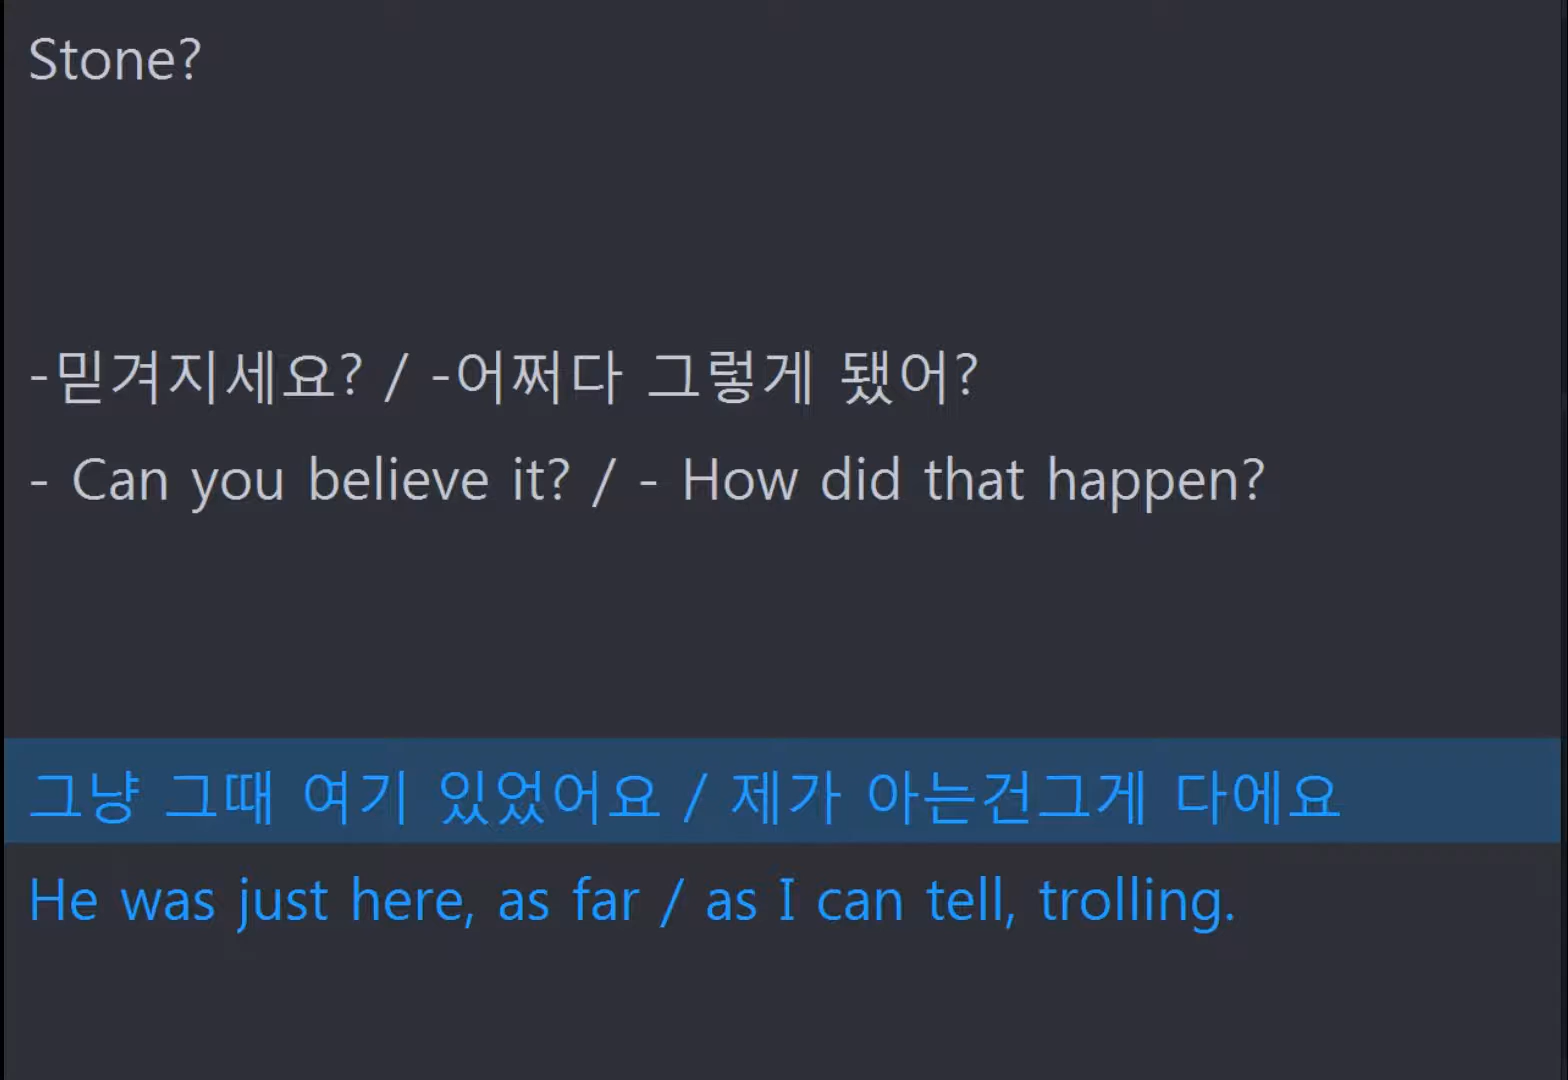 Stone?
-믿겨지세요? / -어쩌다 그렇게 됐어?
- Can you believe it? / - How did that happen?
그냥 그때 여기 있었어요 / 제가 아는건그게 다에요
He was just here, as far / as I can tell, trolling.